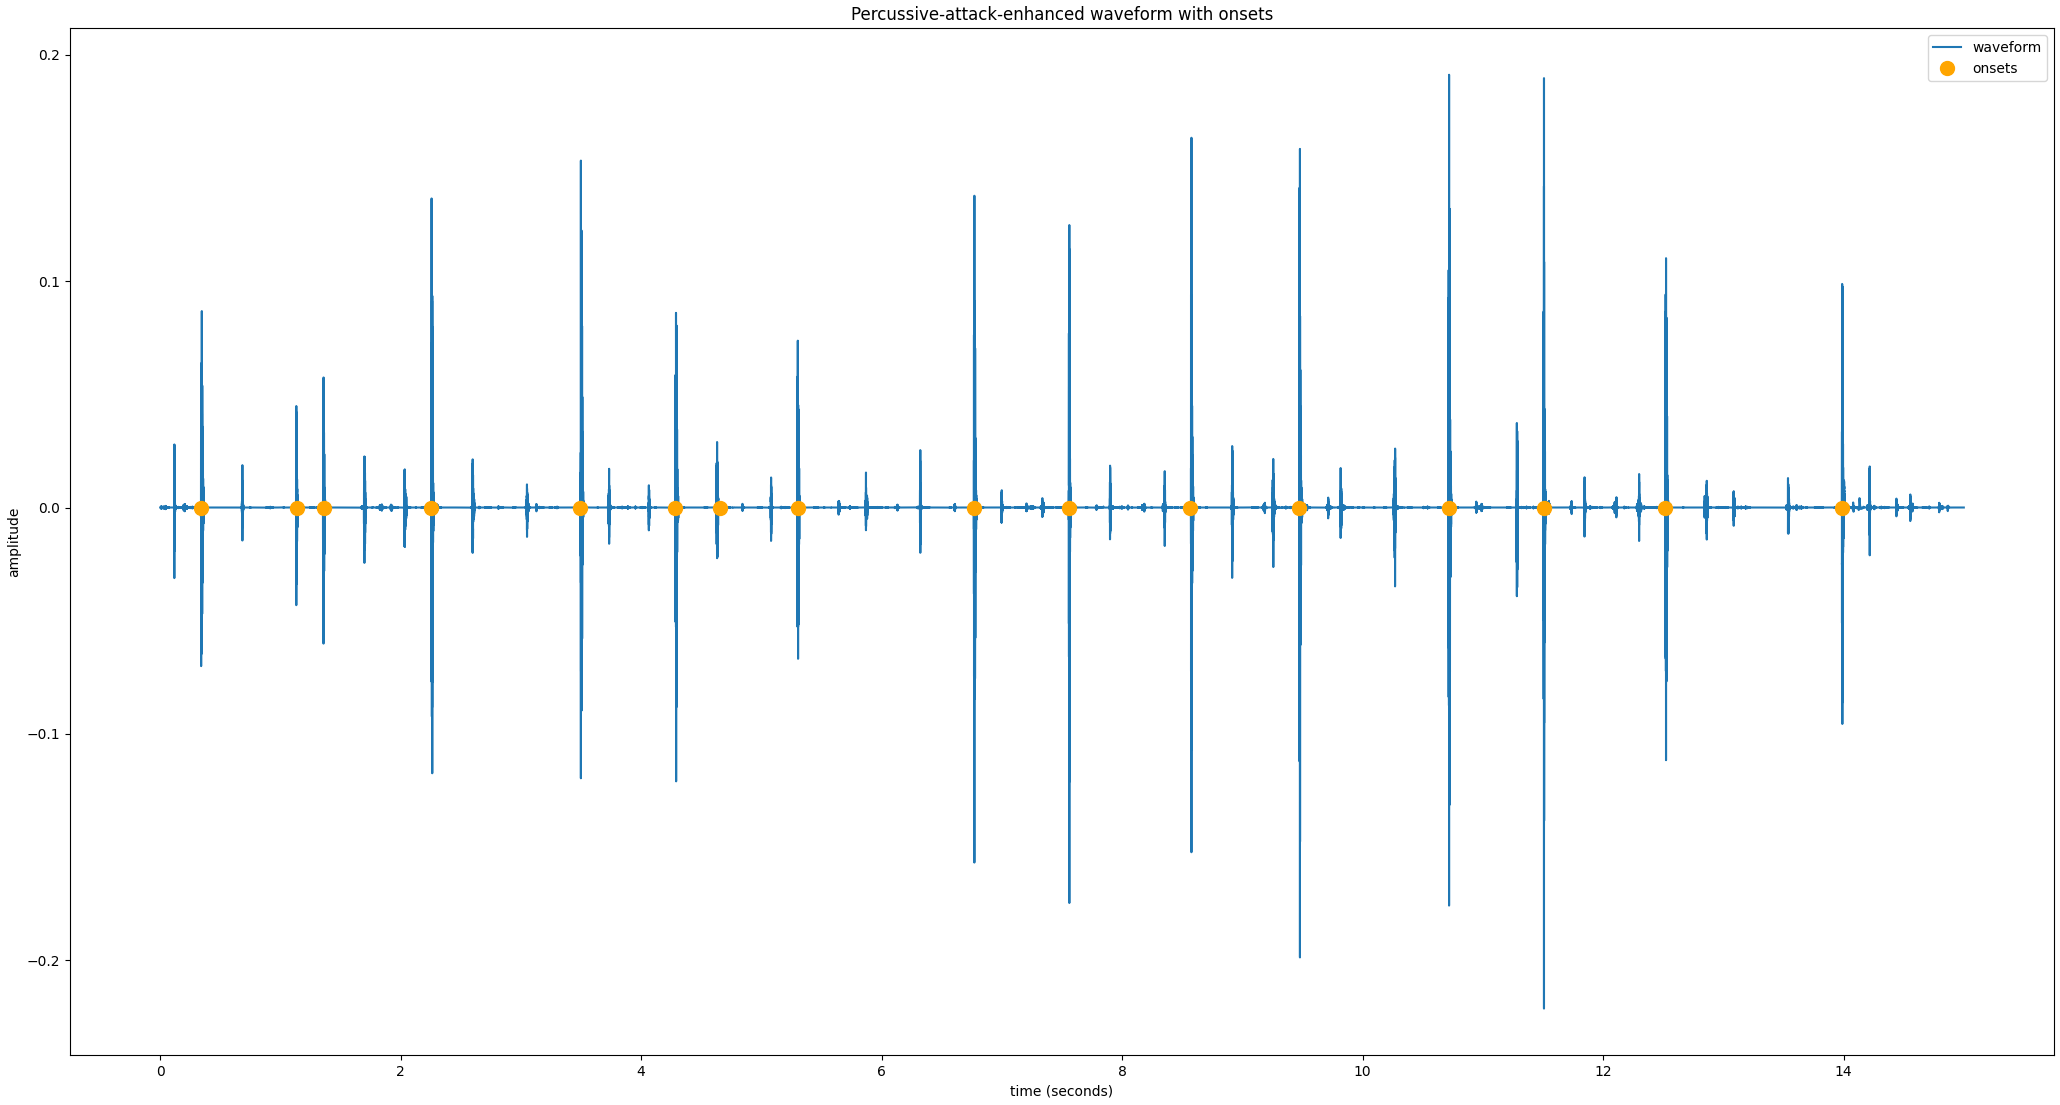 Percussive-attack-enhanced waveform with onsets
waveform
onsets
0.2
0.1
0.0
−0.1
−0.2
amplitude
0 2 4 6 8 10 12 14
time (seconds)